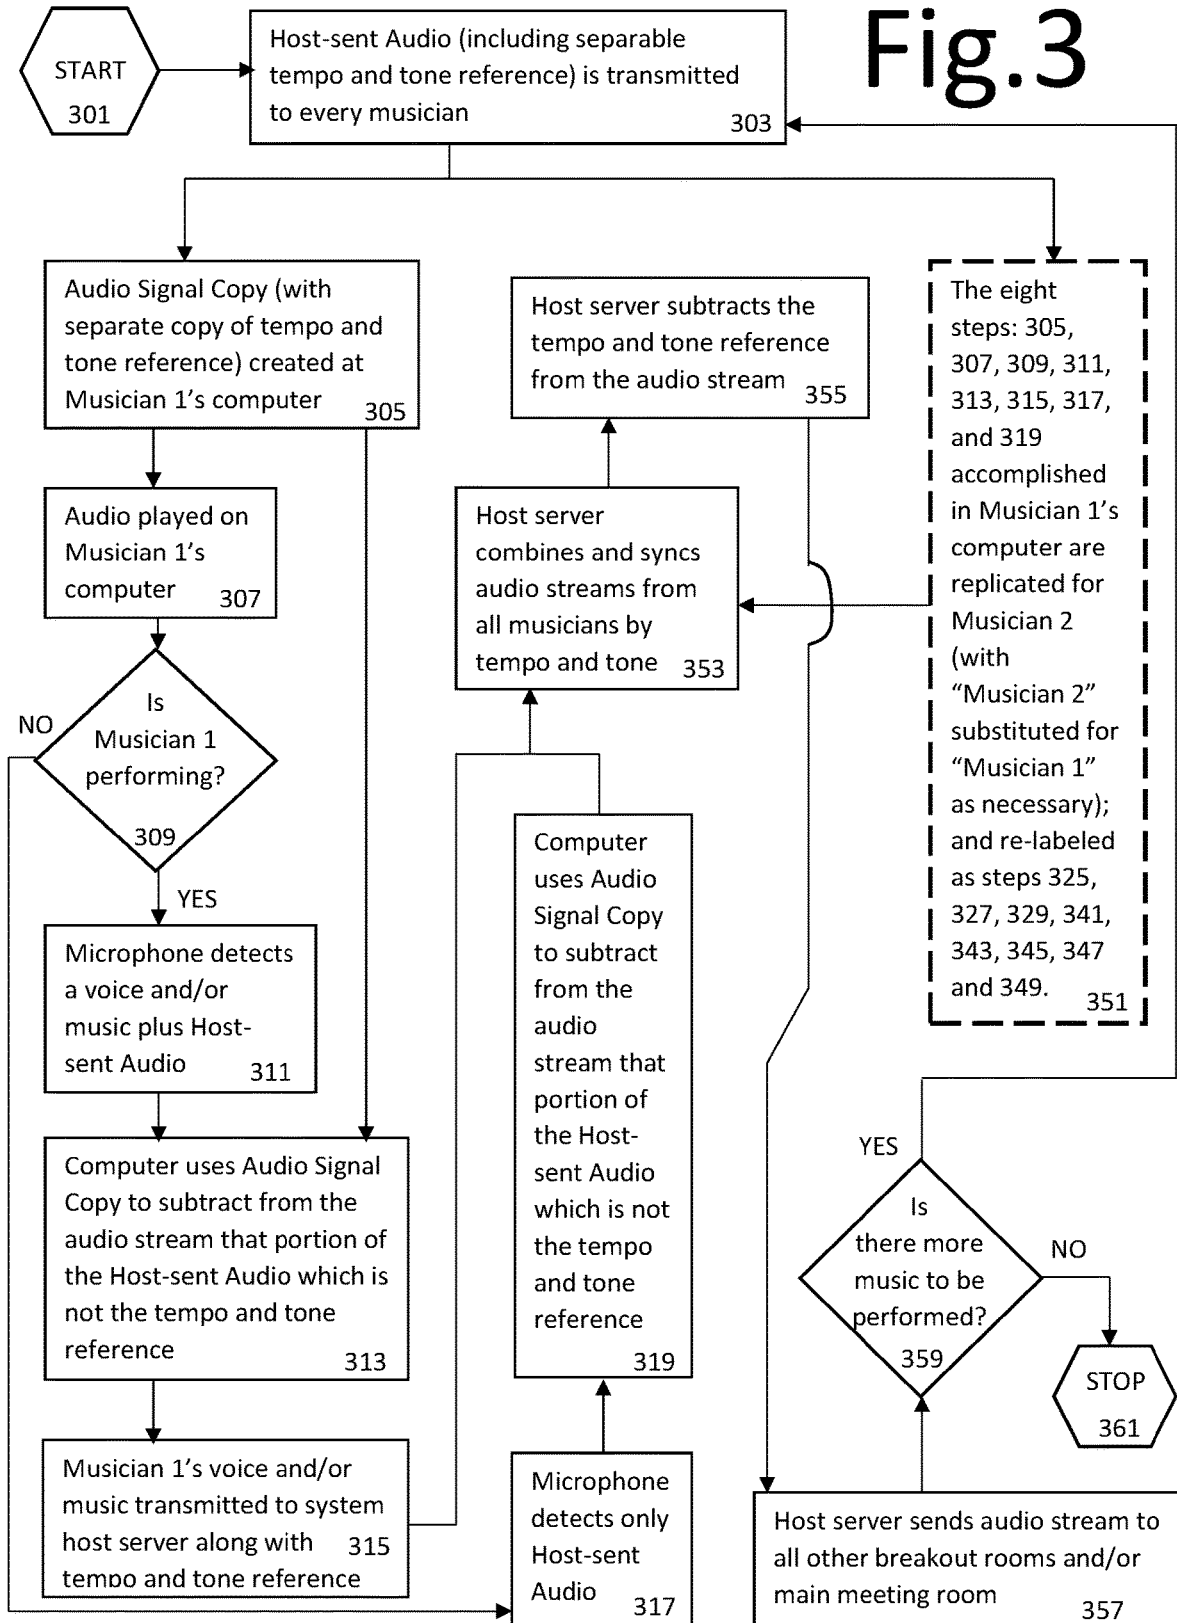 Fig.3
START
301
Host-sent Audio (including separable
tempo and tone reference) is transmitted
to every musician
303
Audio Signal Copy (with
separate copy of tempo and
tone reference) created at
Musician 1's computer
305
Audio played on
Musician 1's
computer
307
Is
Musician 1
performing?
309
NO
YES
Microphone detects
a voice and/or
music plus Host-
sent Audio
311
Computer uses Audio Signal
Copy to subtract from the
audio stream that portion of
the Host-sent Audio which is
not the tempo and tone
reference
313
Musician 1's voice and/or
music transmitted to system
host server along with
315
tempo and tone reference
Microphone
detects only
Host-sent
Audio
317
Computer
uses Audio
Signal Copy
to subtract
from the
audio
stream that
portion of
the Host-
sent Audio
which is not
the tempo
and tone
reference
319
Host server
combines and syncs
audio streams from
all musicians by
tempo and tone
353
Host server subtracts the
tempo and tone reference
from the audio stream
355
The eight
steps: 305,
307, 309, 311,
313, 315, 317,
and 319
accomplished
in Musician 1's
computer are
replicated for
Musician 2
(with
“Musician 2”
substituted for
“Musician 1”
as necessary);
and re-labeled
as steps 325,
327, 329, 341,
343, 345, 347
and 349.
351
Host server sends audio stream to
all other breakout rooms and/or
main meeting room
357
Is
there more
music to be
performed?
359
YES
NO
STOP
361